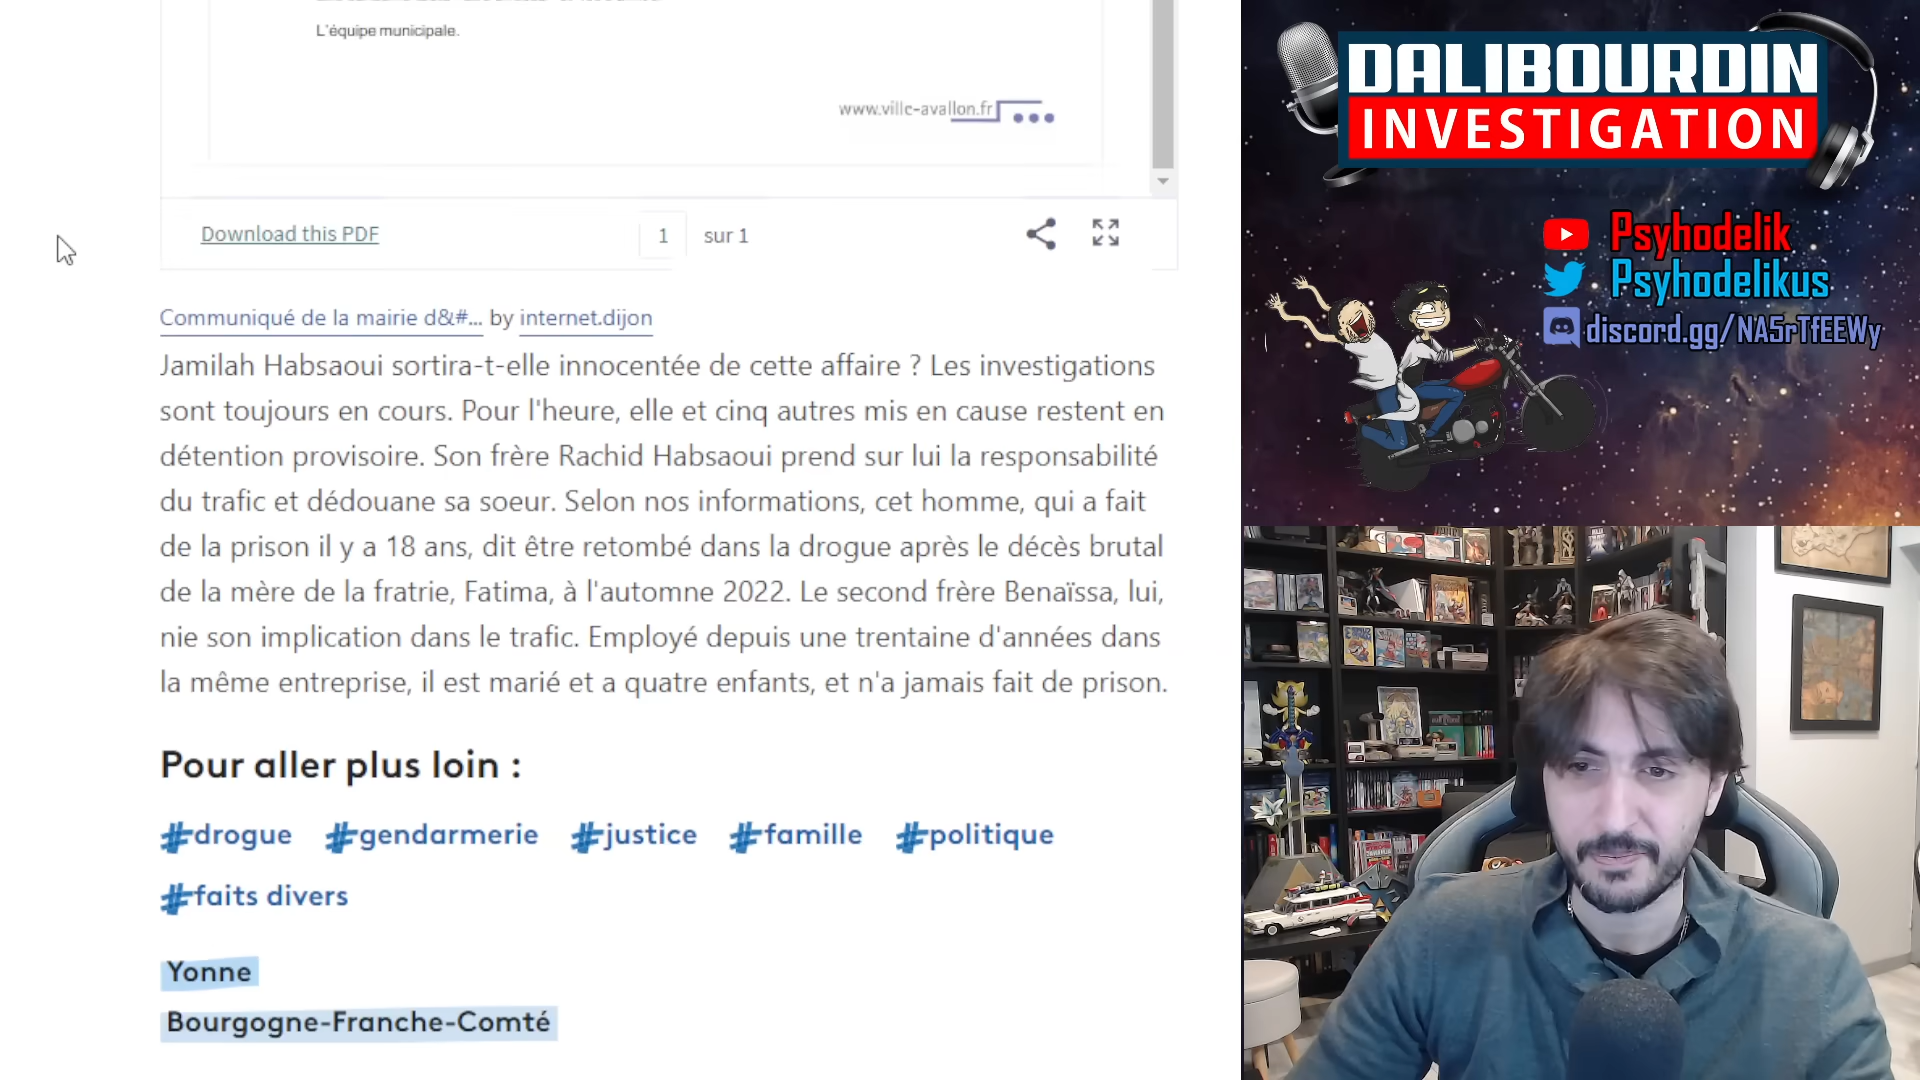 L'équipe municipale.
www.ville-avallon.fr
Download this PDF
1 sur 1
Communiqué de la mairie d&#... by internet.dijon
Jamilah Habsaoui sortira-t-elle innocentée de cette affaire ? Les investigations
sont toujours en cours. Pour l'heure, elle et cinq autres mis en cause restent en
détention provisoire. Son frère Rachid Habsaoui prend sur lui la responsabilité
du trafic et dédouane sa soeur. Selon nos informations, cet homme, qui a fait
de la prison il y a 18 ans, dit être retombé dans la drogue après le décès brutal
de la mère de la fratrie, Fatima, à l'automne 2022. Le second frère Benaïssa, lui,
nie son implication dans le trafic. Employé depuis une trentaine d'années dans
la même entreprise, il est marié et a quatre enfants, et n'a jamais fait de prison.
Pour aller plus loin :
#drogue #gendarmerie #justice #famille #politique
#faits divers
Yonne
Bourgogne-Franche-Comté
DALIBOURDIN
INVESTIGATION
Psyhodelik
Psyhodelikus
discord.gg/NA5rTfEEWy